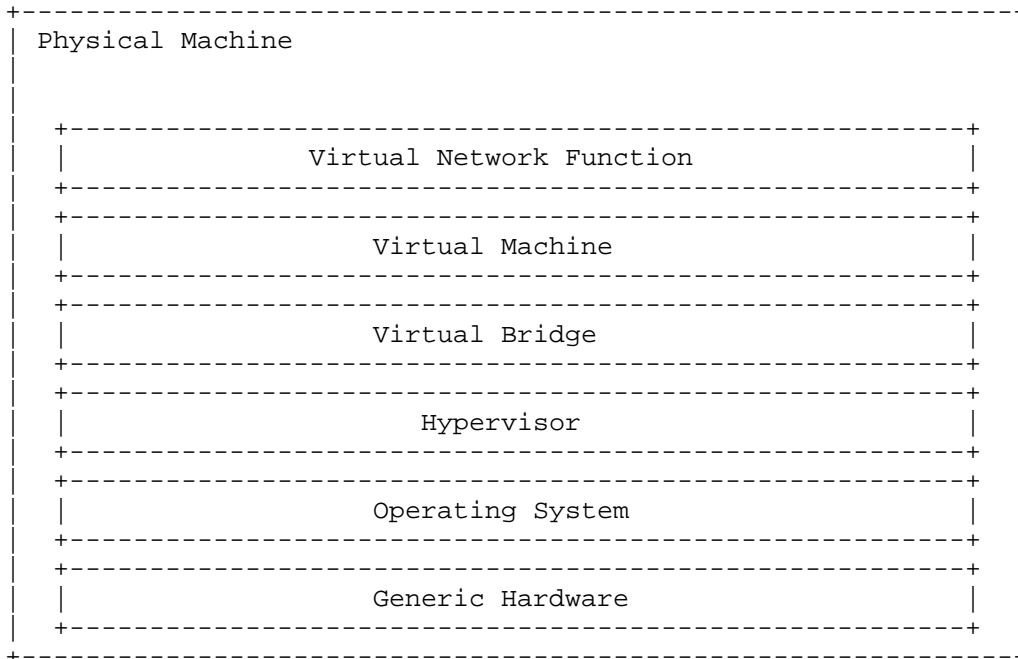 Physical Machine
Virtual Network Function
Virtual Machine
Virtual Bridge
Hypervisor
Operating System
Generic Hardware